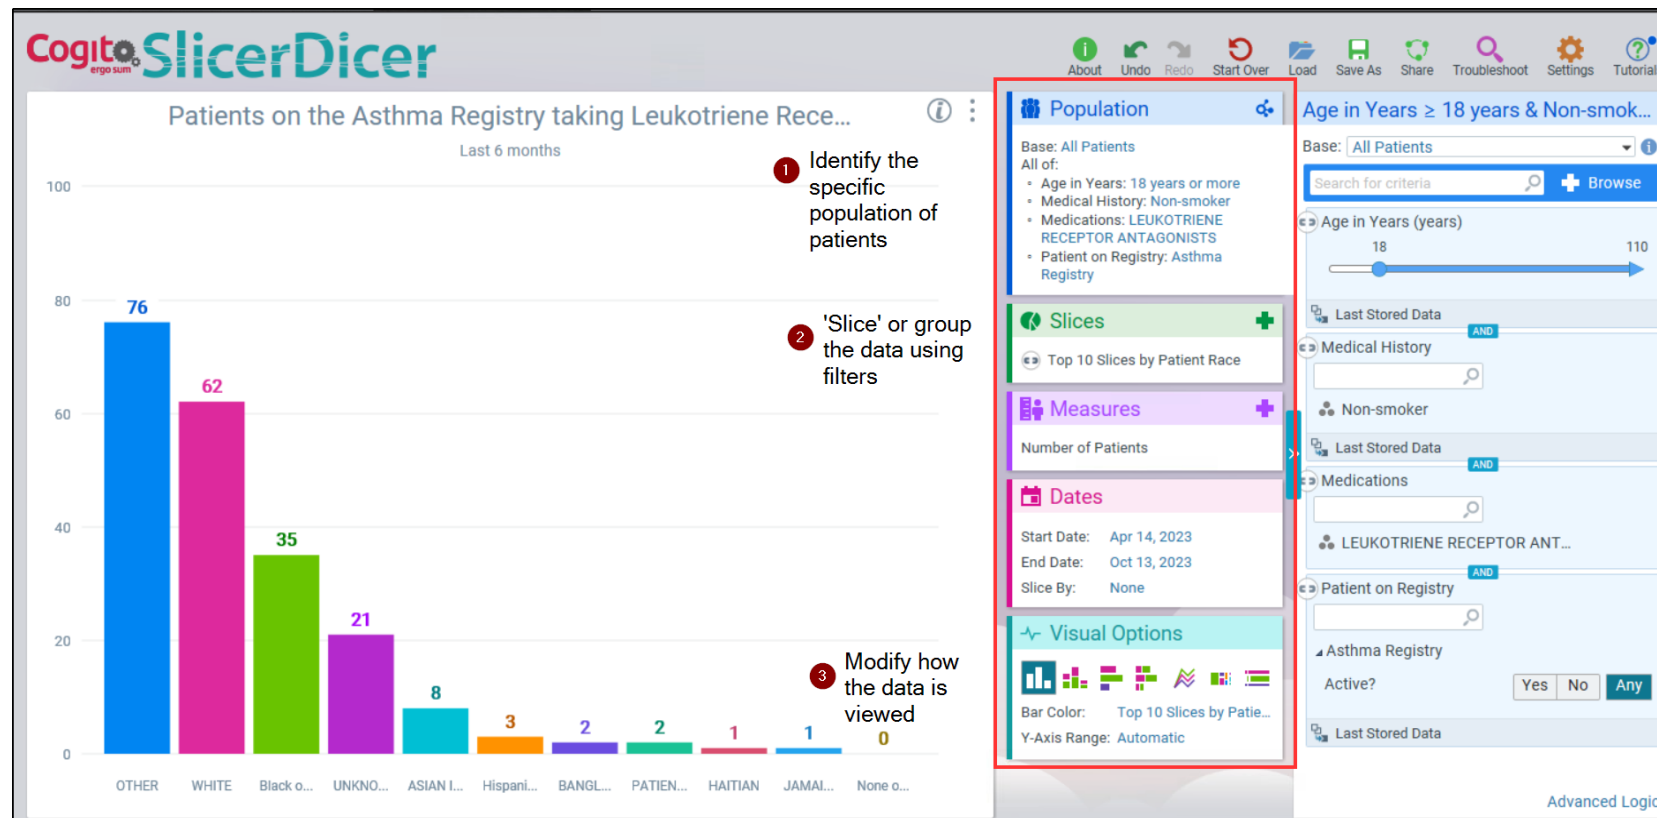 Cogito SlicerDicer
ergo sum
About
Undo
Redo
Start Over
Load
Save As
Share
Troubleshoot
Settings
Tutorial
Patients on the Asthma Registry taking Leukotriene Rece...
Last 6 months
100
80
60
40
20
0
76
62
35
21
8
3
2
2
1
1
0
OTHER
WHITE
Black o...
UNKNO...
ASIAN I...
Hispani...
BANGL...
PATIEN...
HAITIAN
JAMAI...
None o...
1
Identify the
specific
population of
patients
2
'Slice' or group
the data using
filters
3
Modify how
the data is
viewed
Population
Base: All Patients
All of:
Age in Years: 18 years or more
Medical History: Non-smoker
Medications: LEUKOTRIENE
RECEPTOR ANTAGONISTS
Patient on Registry: Asthma
Registry
Slices
Top 10 Slices by Patient Race
Measures
Number of Patients
Dates
Start Date: Apr 14, 2023
End Date: Oct 13, 2023
Slice By: None
Visual Options
Bar Color: Top 10 Slices by Patie...
Y-Axis Range: Automatic
Age in Years ≥ 18 years & Non-smok...
Base: All Patients
Search for criteria
Browse
Age in Years (years)
18
110
Last Stored Data
AND
Medical History
Non-smoker
Last Stored Data
AND
Medications
LEUKOTRIENE RECEPTOR ANT...
AND
Patient on Registry
Asthma Registry
Active? Yes No Any
Last Stored Data
Advanced Logic